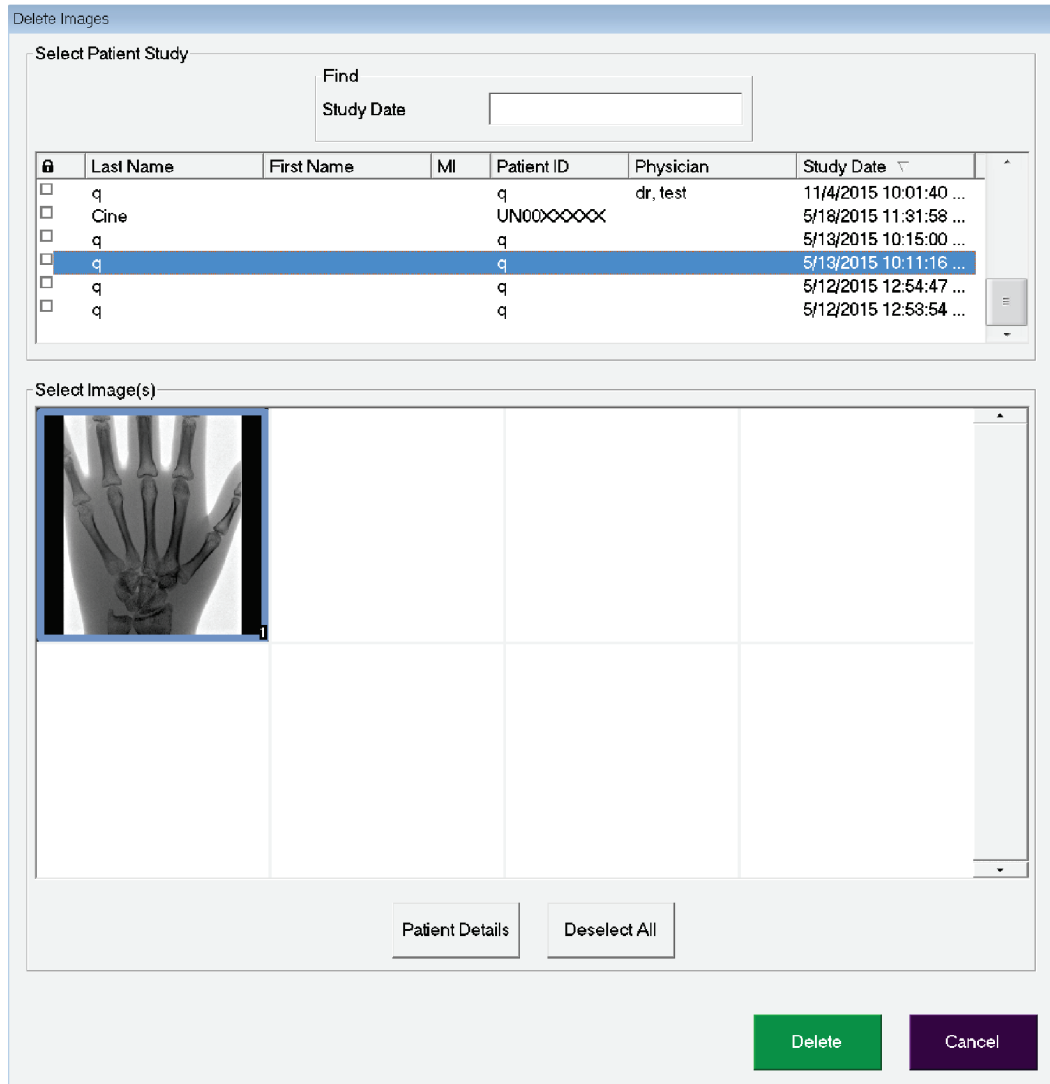 Delete Images
Select Patient Study
Find
Study Date
Last Name First Name MI Patient ID Physician Study Date
q q dr, test 11/4/2015 10:01:40 ...
Cine UN00XXXXX 5/18/2015 11:31:58 ...
q q 5/13/2015 10:15:00 ...
q q 5/13/2015 10:11:16 ...
q q 5/12/2015 12:54:47 ...
q q 5/12/2015 12:53:54 ...
Select Image(s)
1
Patient Details Deselect All
Delete Cancel